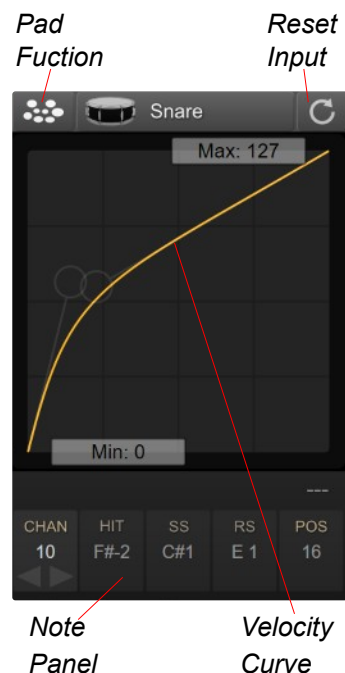 Pad
Fuction
Reset
Input
Snare
Max: 127
Min: 0
---
CHAN HIT SS RS POS
10 F#-2 C#1 E 1 16
Note
Panel
Velocity
Curve